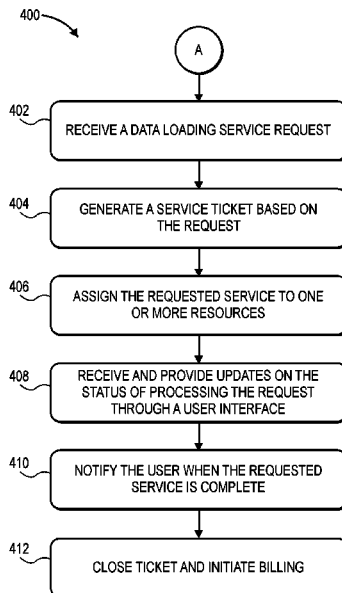 400
A
402
RECEIVE A DATA LOADING SERVICE REQUEST
404
GENERATE A SERVICE TICKET BASED ON
THE REQUEST
406
ASSIGN THE REQUESTED SERVICE TO ONE
OR MORE RESOURCES
408
RECEIVE AND PROVIDE UPDATES ON THE
STATUS OF PROCESSING THE REQUEST
THROUGH A USER INTERFACE
410
NOTIFY THE USER WHEN THE REQUESTED
SERVICE IS COMPLETE
412
CLOSE TICKET AND INITIATE BILLING